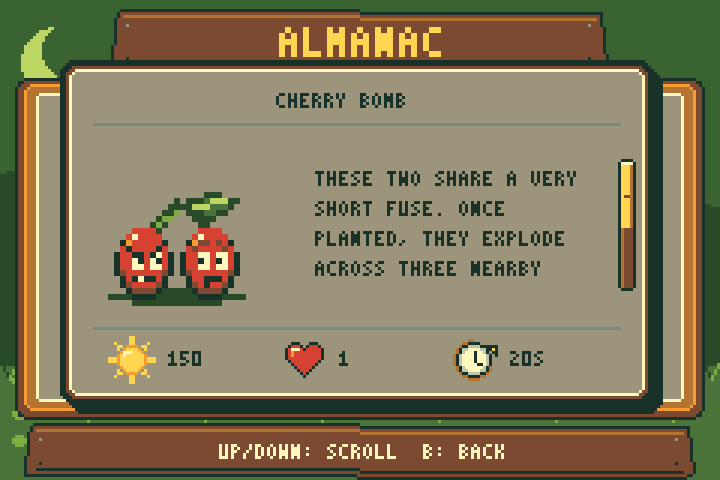 ALMANAC
CHERRY BOMB
THESE TWO SHARE A VERY
SHORT FUSE. ONCE
PLANTED, THEY EXPLODE
ACROSS THREE NEARBY
150
1
20S
UP/DOWN: SCROLL B: BACK